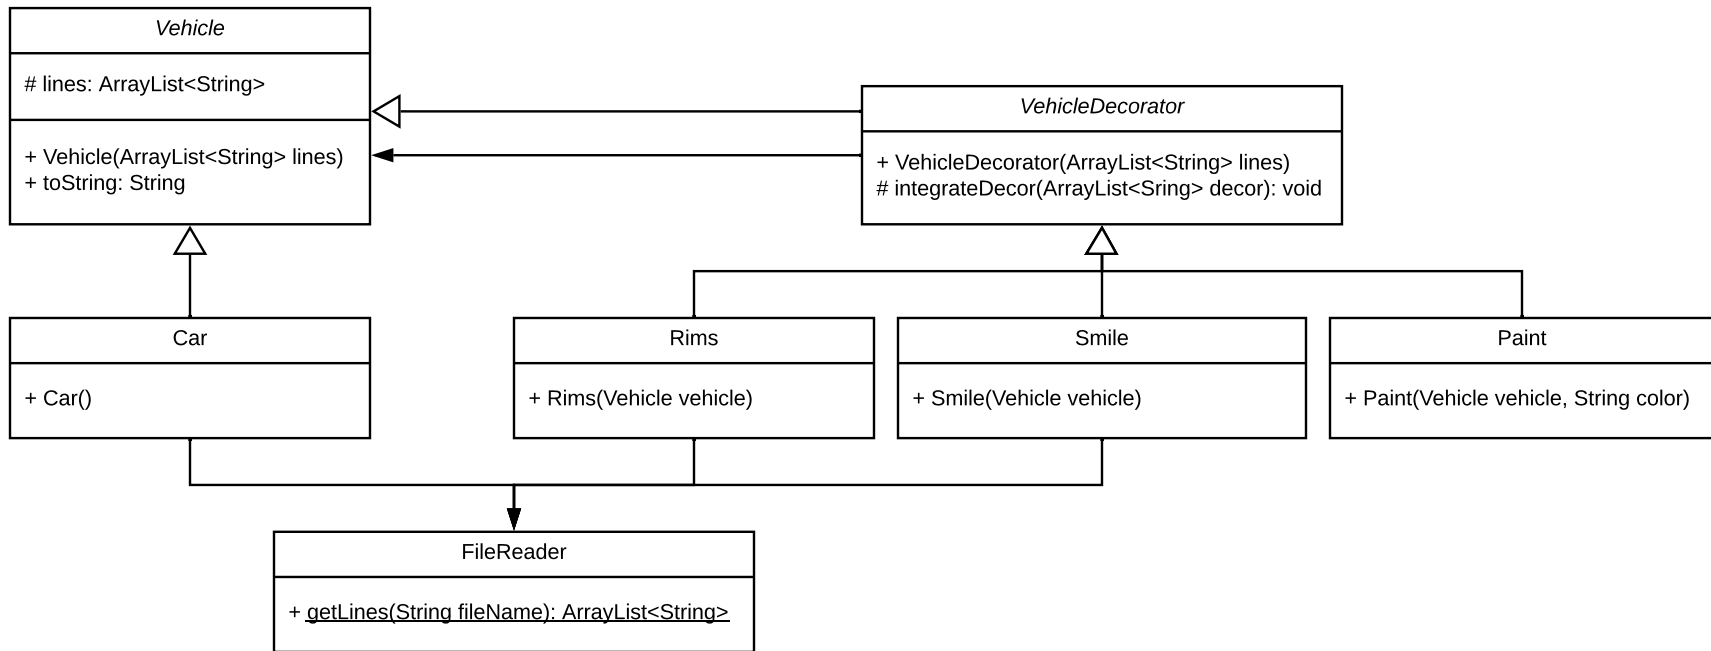 Vehicle
# lines: ArrayList<String>
+ Vehicle(ArrayList<String> lines)
+ toString: String
VehicleDecorator
+ VehicleDecorator(ArrayList<String> lines)
# integrateDecor(ArrayList<Sring> decor): void
Car
+ Car()
Rims
+ Rims(Vehicle vehicle)
Smile
+ Smile(Vehicle vehicle)
Paint
+ Paint(Vehicle vehicle, String color)
FileReader
+ getLines(String fileName): ArrayList<String>